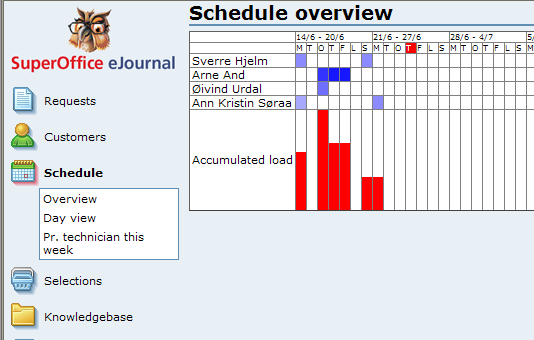 Schedule overview
SuperOffice eJournal
Requests
Customers
Schedule
Overview
Day view
Pr. technician this
week
Selections
Knowledgebase
14/6 - 20/6 21/6 - 27/6 28/6 - 4/7 5/
M T O T F L S M T O T F L S M T O T F L S M
Sverre Hjelm
Arne And
Øivind Urdal
Ann Kristin Søraa
Accumulated load